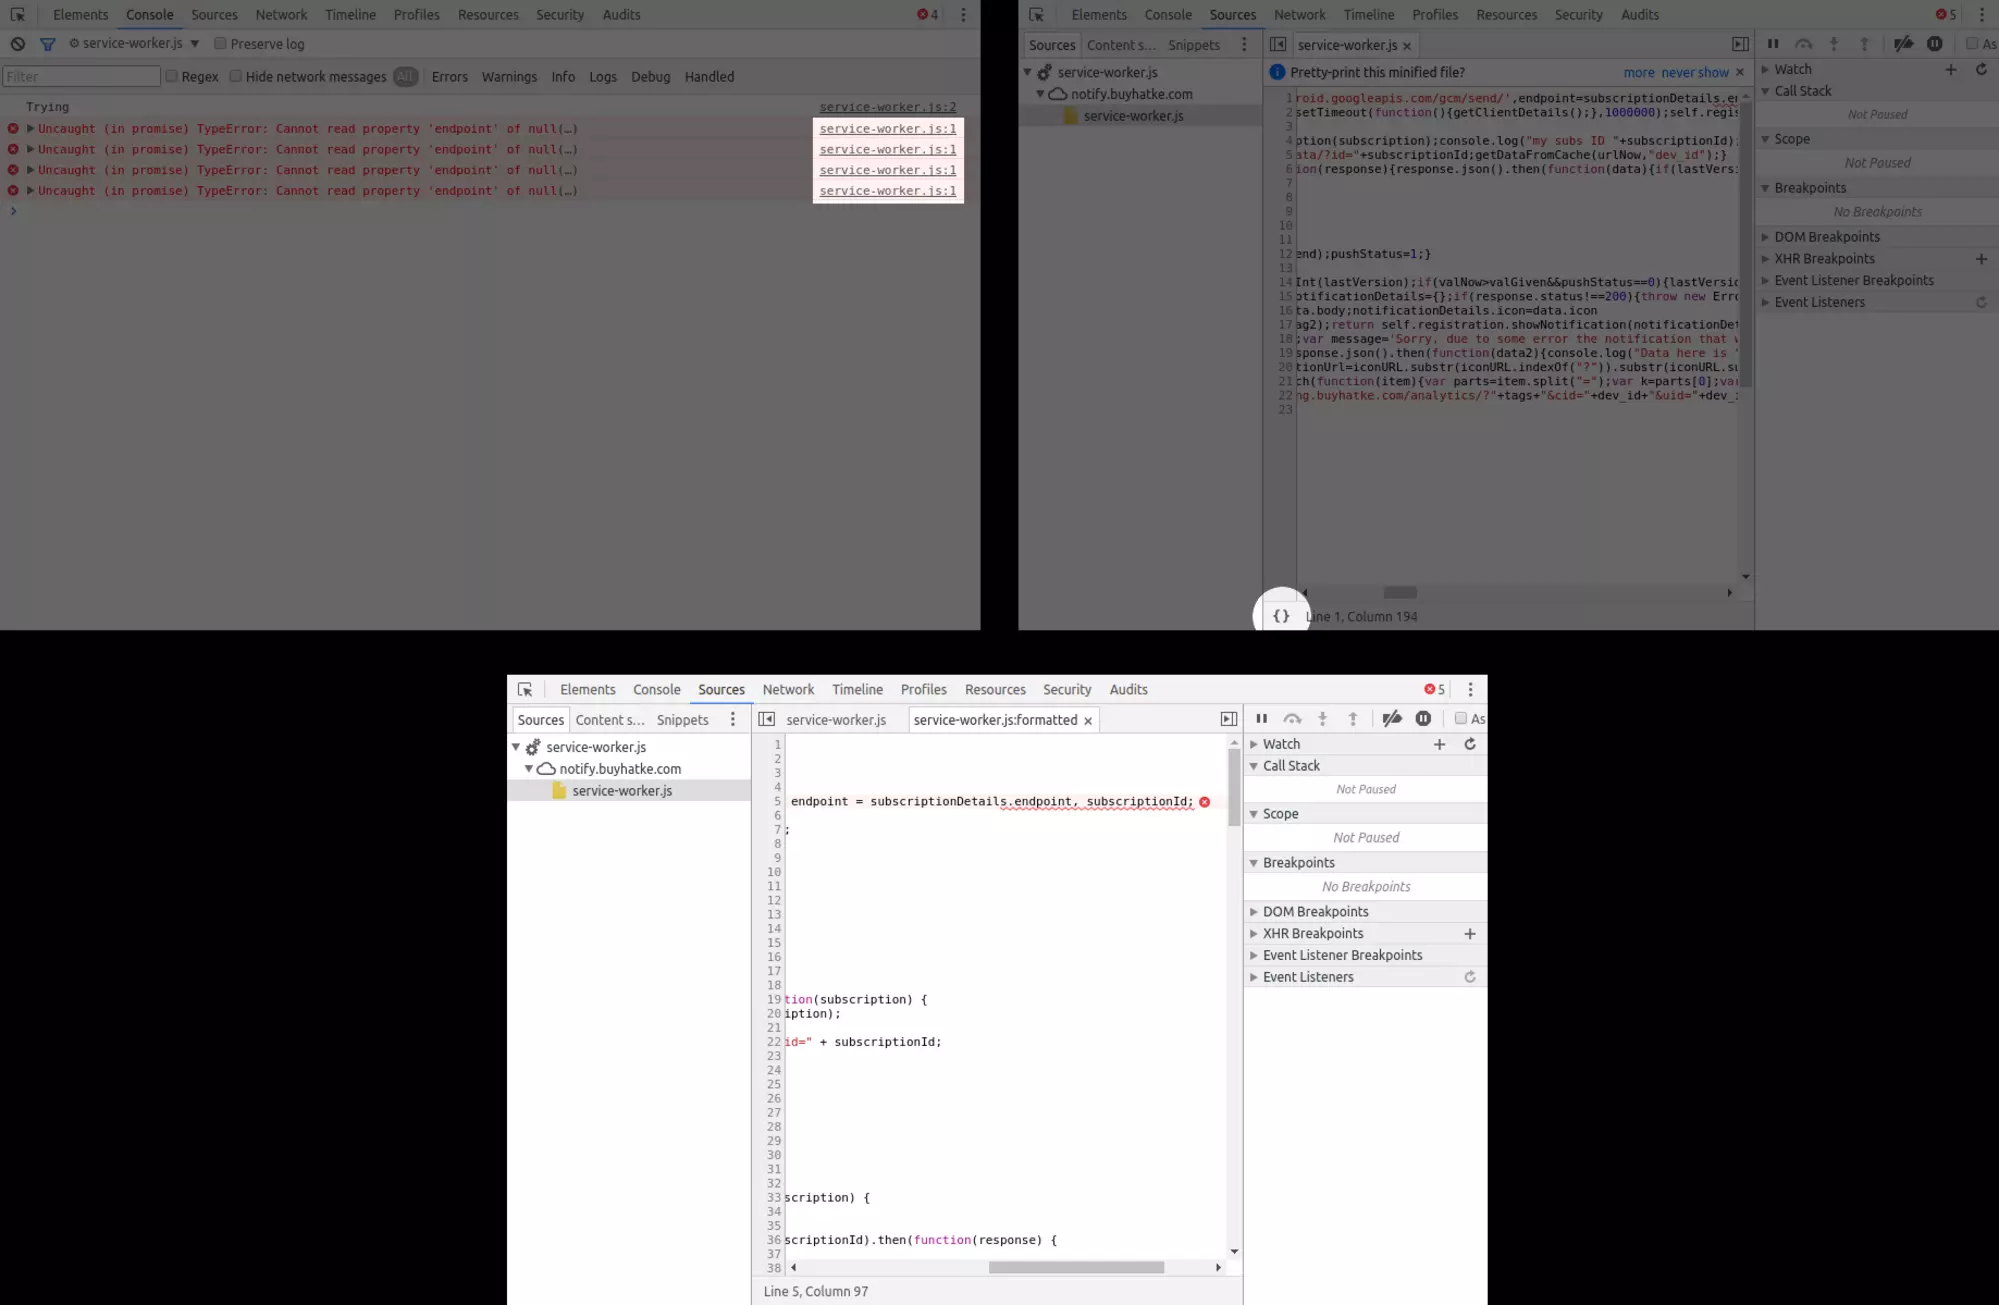 Elements Console Sources Network Timeline Profiles Resources Security Audits 4
service-worker.js ▼ Preserve log
Filter Regex Hide network messages All Errors Warnings Info Logs Debug Handled
Trying service-worker.js:2
Uncaught (in promise) TypeError: Cannot read property 'endpoint' of null(…) service-worker.js:1
Uncaught (in promise) TypeError: Cannot read property 'endpoint' of null(…) service-worker.js:1
Uncaught (in promise) TypeError: Cannot read property 'endpoint' of null(…) service-worker.js:1
Uncaught (in promise) TypeError: Cannot read property 'endpoint' of null(…) service-worker.js:1
Elements Console Sources Network Timeline Profiles Resources Security Audits 5
Sources Content s... Snippets
service-worker.js
notify.buyhatke.com
service-worker.js
service-worker.js ×
Pretty-print this minified file? more never show ×
1 roid.googleapis.com/gcm/send/',endpoint=subscriptionDetails.en
2 setTimeout(function(){getClientDetails();},1000000);self.regis
3
4 ption(subscription);console.log("my subs ID "+subscriptionId);
5 ata/?id="+subscriptionId;getDataFromCache(urlNow,"dev_id");}
6 ion(response){response.json().then(function(data){if(lastVersi
7
8
9
10
11
12 end);pushStatus=1;}
13
14 Int(lastVersion);if(valNow>valGiven&&pushStatus==0){lastVersio
15 otificationDetails={};if(response.status!==200){throw new Erro
16 ta.body;notificationDetails.icon=data.icon
17 ag2);return self.registration.showNotification(notificationDet
18 ;var message='Sorry, due to some error the notification that w
19 sponse.json().then(function(data2){console.log("Data here is
20 tionUrl=iconURL.substr(iconURL.indexOf("?")).substr(iconURL.su
21 ch(function(item){var parts=item.split("=");var k=parts[0];var
22 ng.buyhatke.com/analytics/?"+tags+"&cid="+dev_id+"&uid="+dev_i
23
{} Line 1, Column 194
As
Watch
Call Stack
Not Paused
Scope
Not Paused
Breakpoints
No Breakpoints
DOM Breakpoints
XHR Breakpoints
Event Listener Breakpoints
Event Listeners
Elements Console Sources Network Timeline Profiles Resources Security Audits 5
Sources Content s... Snippets
service-worker.js
notify.buyhatke.com
service-worker.js
service-worker.js service-worker.js:formatted ×
1
2
3
4
5 endpoint = subscriptionDetails.endpoint, subscriptionId;
6
7 ;
8
9
10
11
12
13
14
15
16
17
18
19 tion(subscription) {
20 iption);
21
22 id=" + subscriptionId;
23
24
25
26
27
28
29
30
31
32
33 scription) {
34
35
36 scriptionId).then(function(response) {
37
38
Line 5, Column 97
As
Watch
Call Stack
Not Paused
Scope
Not Paused
Breakpoints
No Breakpoints
DOM Breakpoints
XHR Breakpoints
Event Listener Breakpoints
Event Listeners